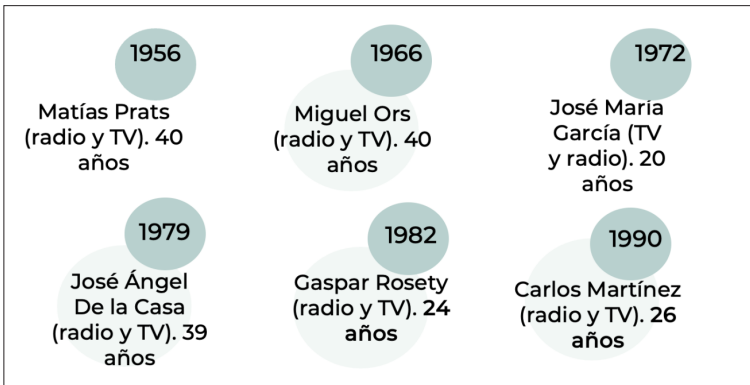 1956
Matías Prats
(radio y TV). 40
años
1966
Miguel Ors
(radio y TV). 40
años
1972
José María
García (TV
y radio). 20
años
1979
José Ángel
De la Casa
(radio y TV). 39
años
1982
Gaspar Rosety
(radio y TV). 24
años
1990
Carlos Martínez
(radio y TV). 26
años